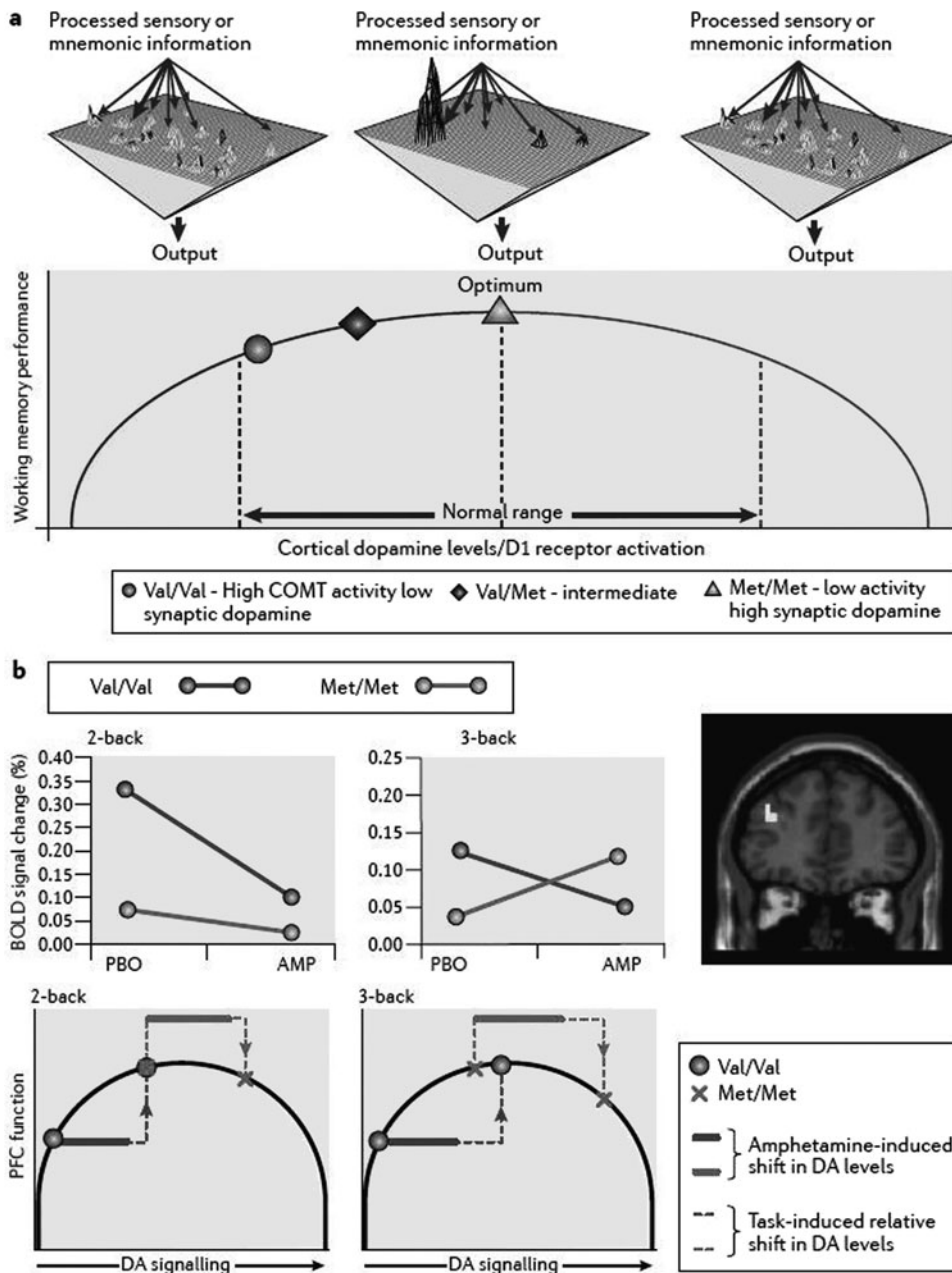 a
Processed sensory or
mnemonic information
Processed sensory or
mnemonic information
Processed sensory or
mnemonic information
Output
Output
Output
Working memory performance
Optimum
Normal range
Cortical dopamine levels/D1 receptor activation
Val/Val - High COMT activity low
synaptic dopamine
Val/Met - intermediate
Met/Met - low activity
high synaptic dopamine
b
Val/Val
Met/Met
2-back
BOLD signal change (%)
0.40
0.35
0.30
0.25
0.20
0.15
0.10
0.05
0.00
PBO
AMP
3-back
0.25
0.20
0.15
0.10
0.05
0.00
PBO
AMP
2-back
PFC function
DA signalling
3-back
DA signalling
Val/Val
Met/Met
Amphetamine-induced
shift in DA levels
Task-induced relative
shift in DA levels